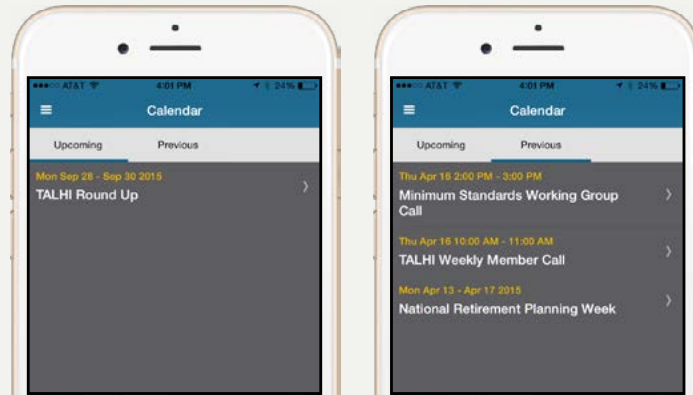 AT&T 4:01 PM 24%
Calendar
Upcoming Previous
Mon Sep 28 - Sep 30 2015
TALHI Round Up
AT&T 4:01 PM 24%
Calendar
Upcoming Previous
Thu Apr 16 2:00 PM - 3:00 PM
Minimum Standards Working Group
Call
Thu Apr 16 10:00 AM - 11:00 AM
TALHI Weekly Member Call
Mon Apr 13 - Apr 17 2015
National Retirement Planning Week